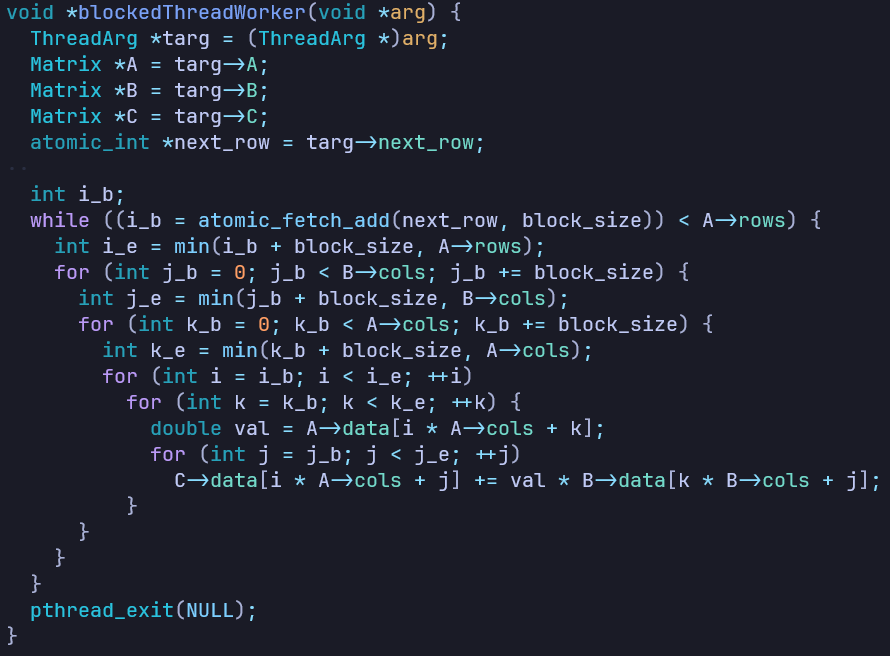 void *blockedThreadWorker(void *arg) {
  ThreadArg *targ = (ThreadArg *)arg;
  Matrix *A = targ->A;
  Matrix *B = targ->B;
  Matrix *C = targ->C;
  atomic_int *next_row = targ->next_row;

  int i_b;
  while ((i_b = atomic_fetch_add(next_row, block_size)) < A->rows) {
    int i_e = min(i_b + block_size, A->rows);
    for (int j_b = 0; j_b < B->cols; j_b += block_size) {
      int j_e = min(j_b + block_size, B->cols);
      for (int k_b = 0; k_b < A->cols; k_b += block_size) {
        int k_e = min(k_b + block_size, A->cols);
        for (int i = i_b; i < i_e; ++i)
          for (int k = k_b; k < k_e; ++k) {
            double val = A->data[i * A->cols + k];
            for (int j = j_b; j < j_e; ++j)
              C->data[i * A->cols + j] += val * B->data[k * B->cols + j];
          }
      }
    }
  }
  pthread_exit(NULL);
}